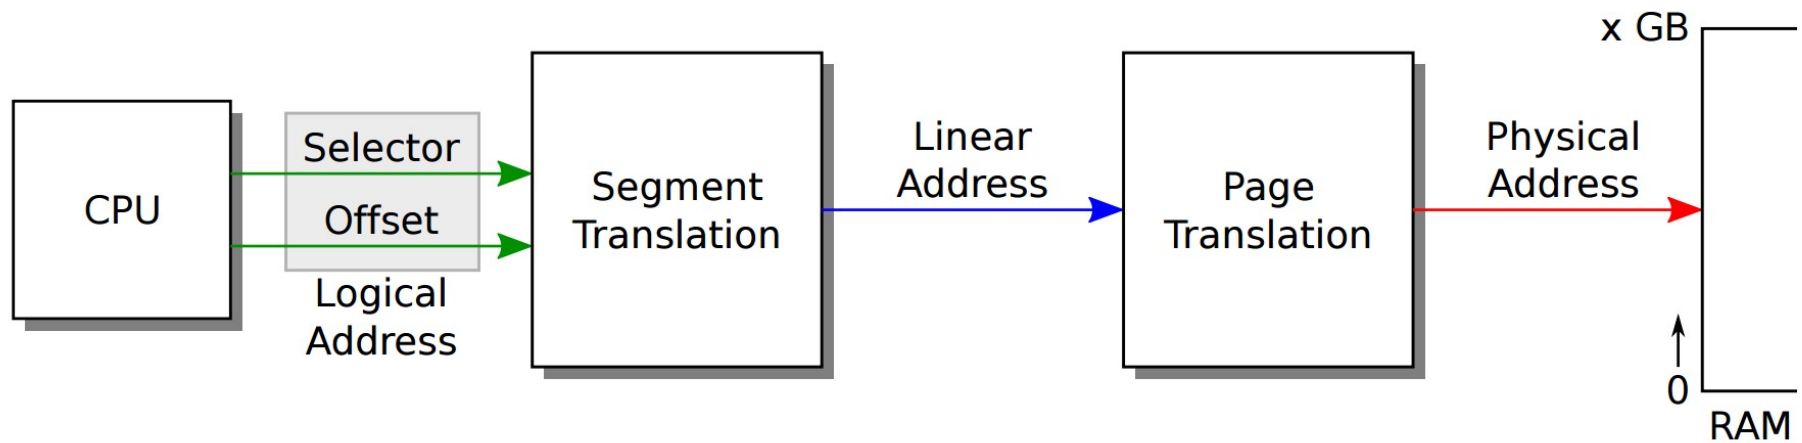 CPU
Selector
Offset
Logical
Address
Segment
Translation
Linear
Address
Page
Translation
Physical
Address
x GB
0
RAM